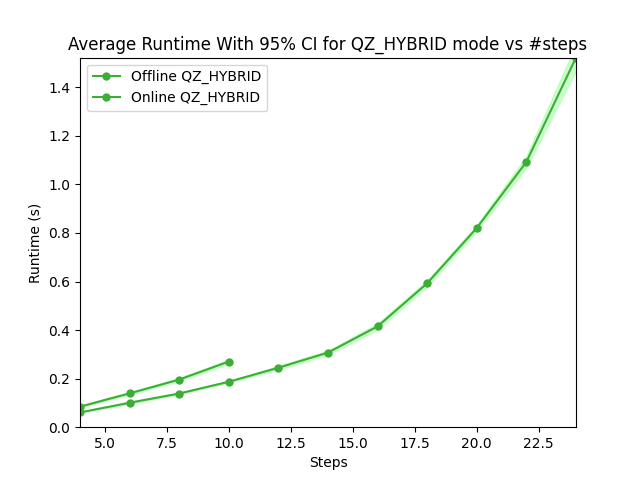 Average Runtime With 95% CI for QZ_HYBRID mode vs #steps
Offline QZ_HYBRID
Online QZ_HYBRID
Runtime (s)
1.4
1.2
1.0
0.8
0.6
0.4
0.2
0.0
5.0 7.5 10.0 12.5 15.0 17.5 20.0 22.5
Steps